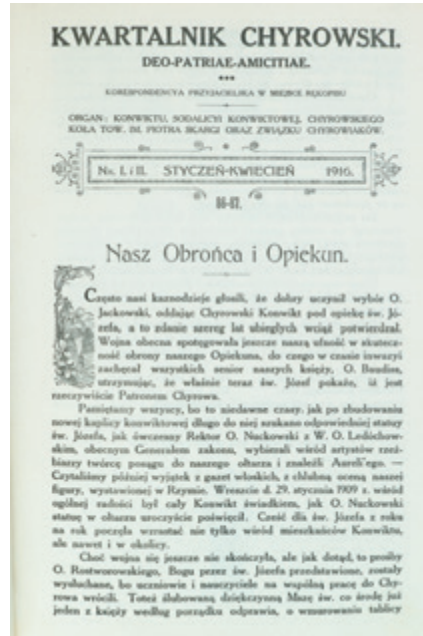 KWARTALNIK CHYROWSKI.
DEO-PATRIAE-AMICITIAE.
***
KORESPONDENCYA PRZYJACIELSKA W MIEJSCE RĘKOPISU
ORGAN: KONWIKTU, SODALICYI KONWIKTOWEJ, CHYROWSKIEGO
KOŁA TOW. IM. PIOTRA SKARGI ORAZ ZWIĄZKU CHYROWIAKÓW.
No. I. i II. STYCZEŃ-KWIECIEŃ 1916.
86-87.
Nasz Obrońca i Opiekun.
Często nasi kaznodzieje głosili, że dobry uczynił wybór O.
Jackowski, oddając Chyrowski Konwikt pod opiekę św. Jó-
zefa, a to zdanie szereg lat ubiegłych wciąż potwierdzał.
Wojna obecna spotęgowała jeszcze naszą ufność w skutecz-
ność obrony naszego Opiekuna, do czego w czasie inwazyi
zachęcał wszystkich senior naszych księży, O. Baudiss,
utrzymując, że właśnie teraz św. Józef pokaże, iż jest
rzeczywiście Patronem Chyrowa.
Pamiętamy wszyscy, bo to niedawne czasy, jak po zbudowaniu
nowej kaplicy konwiktowej długo do niej szukano odpowiedniej statuy
św. Józefa, jak ówczesny Rektor O. Nuckowski z W. O. Ledóchow-
skim, obecnym Generałem zakonu, wybierali wśród artystów rzeź-
biarzy twórcę posągu do naszego ołtarza i znaleźli Aureli'ego. —
Czytaliśmy później wyjątek z gazet włoskich, z chlubną oceną naszej
figury, wystawionej w Rzymie. Wreszcie d. 29. stycznia 1909 r. wśród
ogólnej radości był cały Konwikt świadkiem, jak O. Nuckowski
statuę w ołtarzu uroczyście poświęcił. Cześć dla św. Józefa z roku
na rok poczęła wzrastać nie tylko wśród mieszkańców Konwiktu,
ale nawet i w okolicy.
Choć wojna się jeszcze nie skończyła, ale jak dotąd, to prośby
O. Rostworowskiego, Bogu przez św. Józefa przedstawione, zostały
wysłuchane, bo uczniowie i nauczyciele na wspólną pracę do Chy-
rowa wrócili. Toteż ślubowaną dziękczynną Mszę św. co środę już
jeden z księży według porządku odprawia, o wmurowaniu tablicy